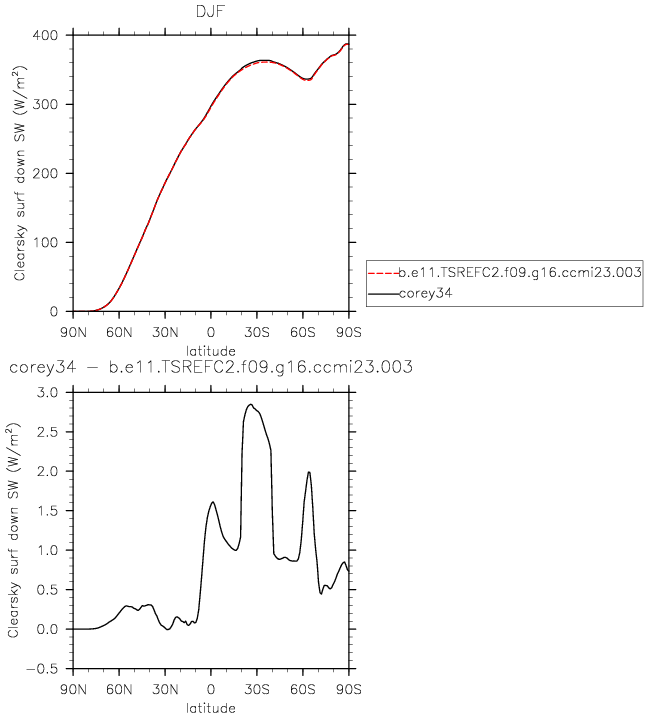 DJF
400
300
200
100
0
Clearsky surf down SW (W/m²)
90N 60N 30N 0 30S 60S 90S
latitude
b.e11.TSREFC2.f09.g16.ccmi23.003
corey34
corey34 − b.e11.TSREFC2.f09.g16.ccmi23.003
3.0
2.5
2.0
1.5
1.0
0.5
0.0
−0.5
Clearsky surf down SW (W/m²)
90N 60N 30N 0 30S 60S 90S
latitude